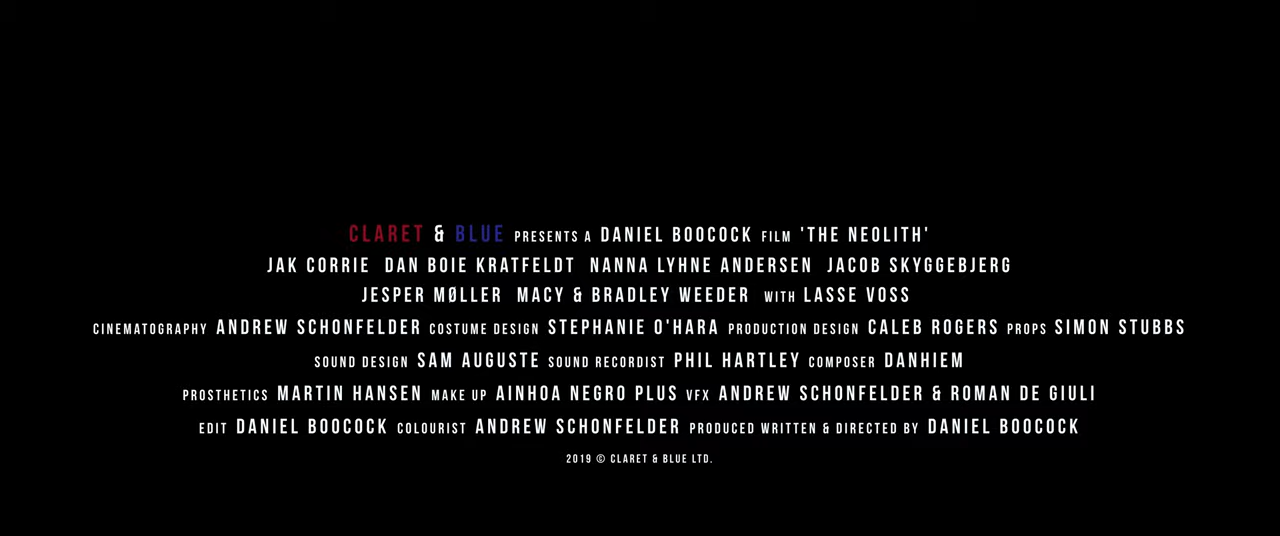 CLARET & BLUE PRESENTS A DANIEL BOOCOCK FILM 'THE NEOLITH'
JAK CORRIE DAN BOIE KRATFELDT NANNA LYHNE ANDERSEN JACOB SKYGGEBJERG
JESPER MØLLER MACY & BRADLEY WEEDER WITH LASSE VOSS
CINEMATOGRAPHY ANDREW SCHONFELDER COSTUME DESIGN STEPHANIE O'HARA PRODUCTION DESIGN CALEB ROGERS PROPS SIMON STUBBS
SOUND DESIGN SAM AUGUSTE SOUND RECORDIST PHIL HARTLEY COMPOSER DANHIEM
PROSTHETICS MARTIN HANSEN MAKE UP AINHOA NEGRO PLUS VFX ANDREW SCHONFELDER & ROMAN DE GIULI
EDIT DANIEL BOOCOCK COLOURIST ANDREW SCHONFELDER PRODUCED WRITTEN & DIRECTED BY DANIEL BOOCOCK
2019 © CLARET & BLUE LTD.